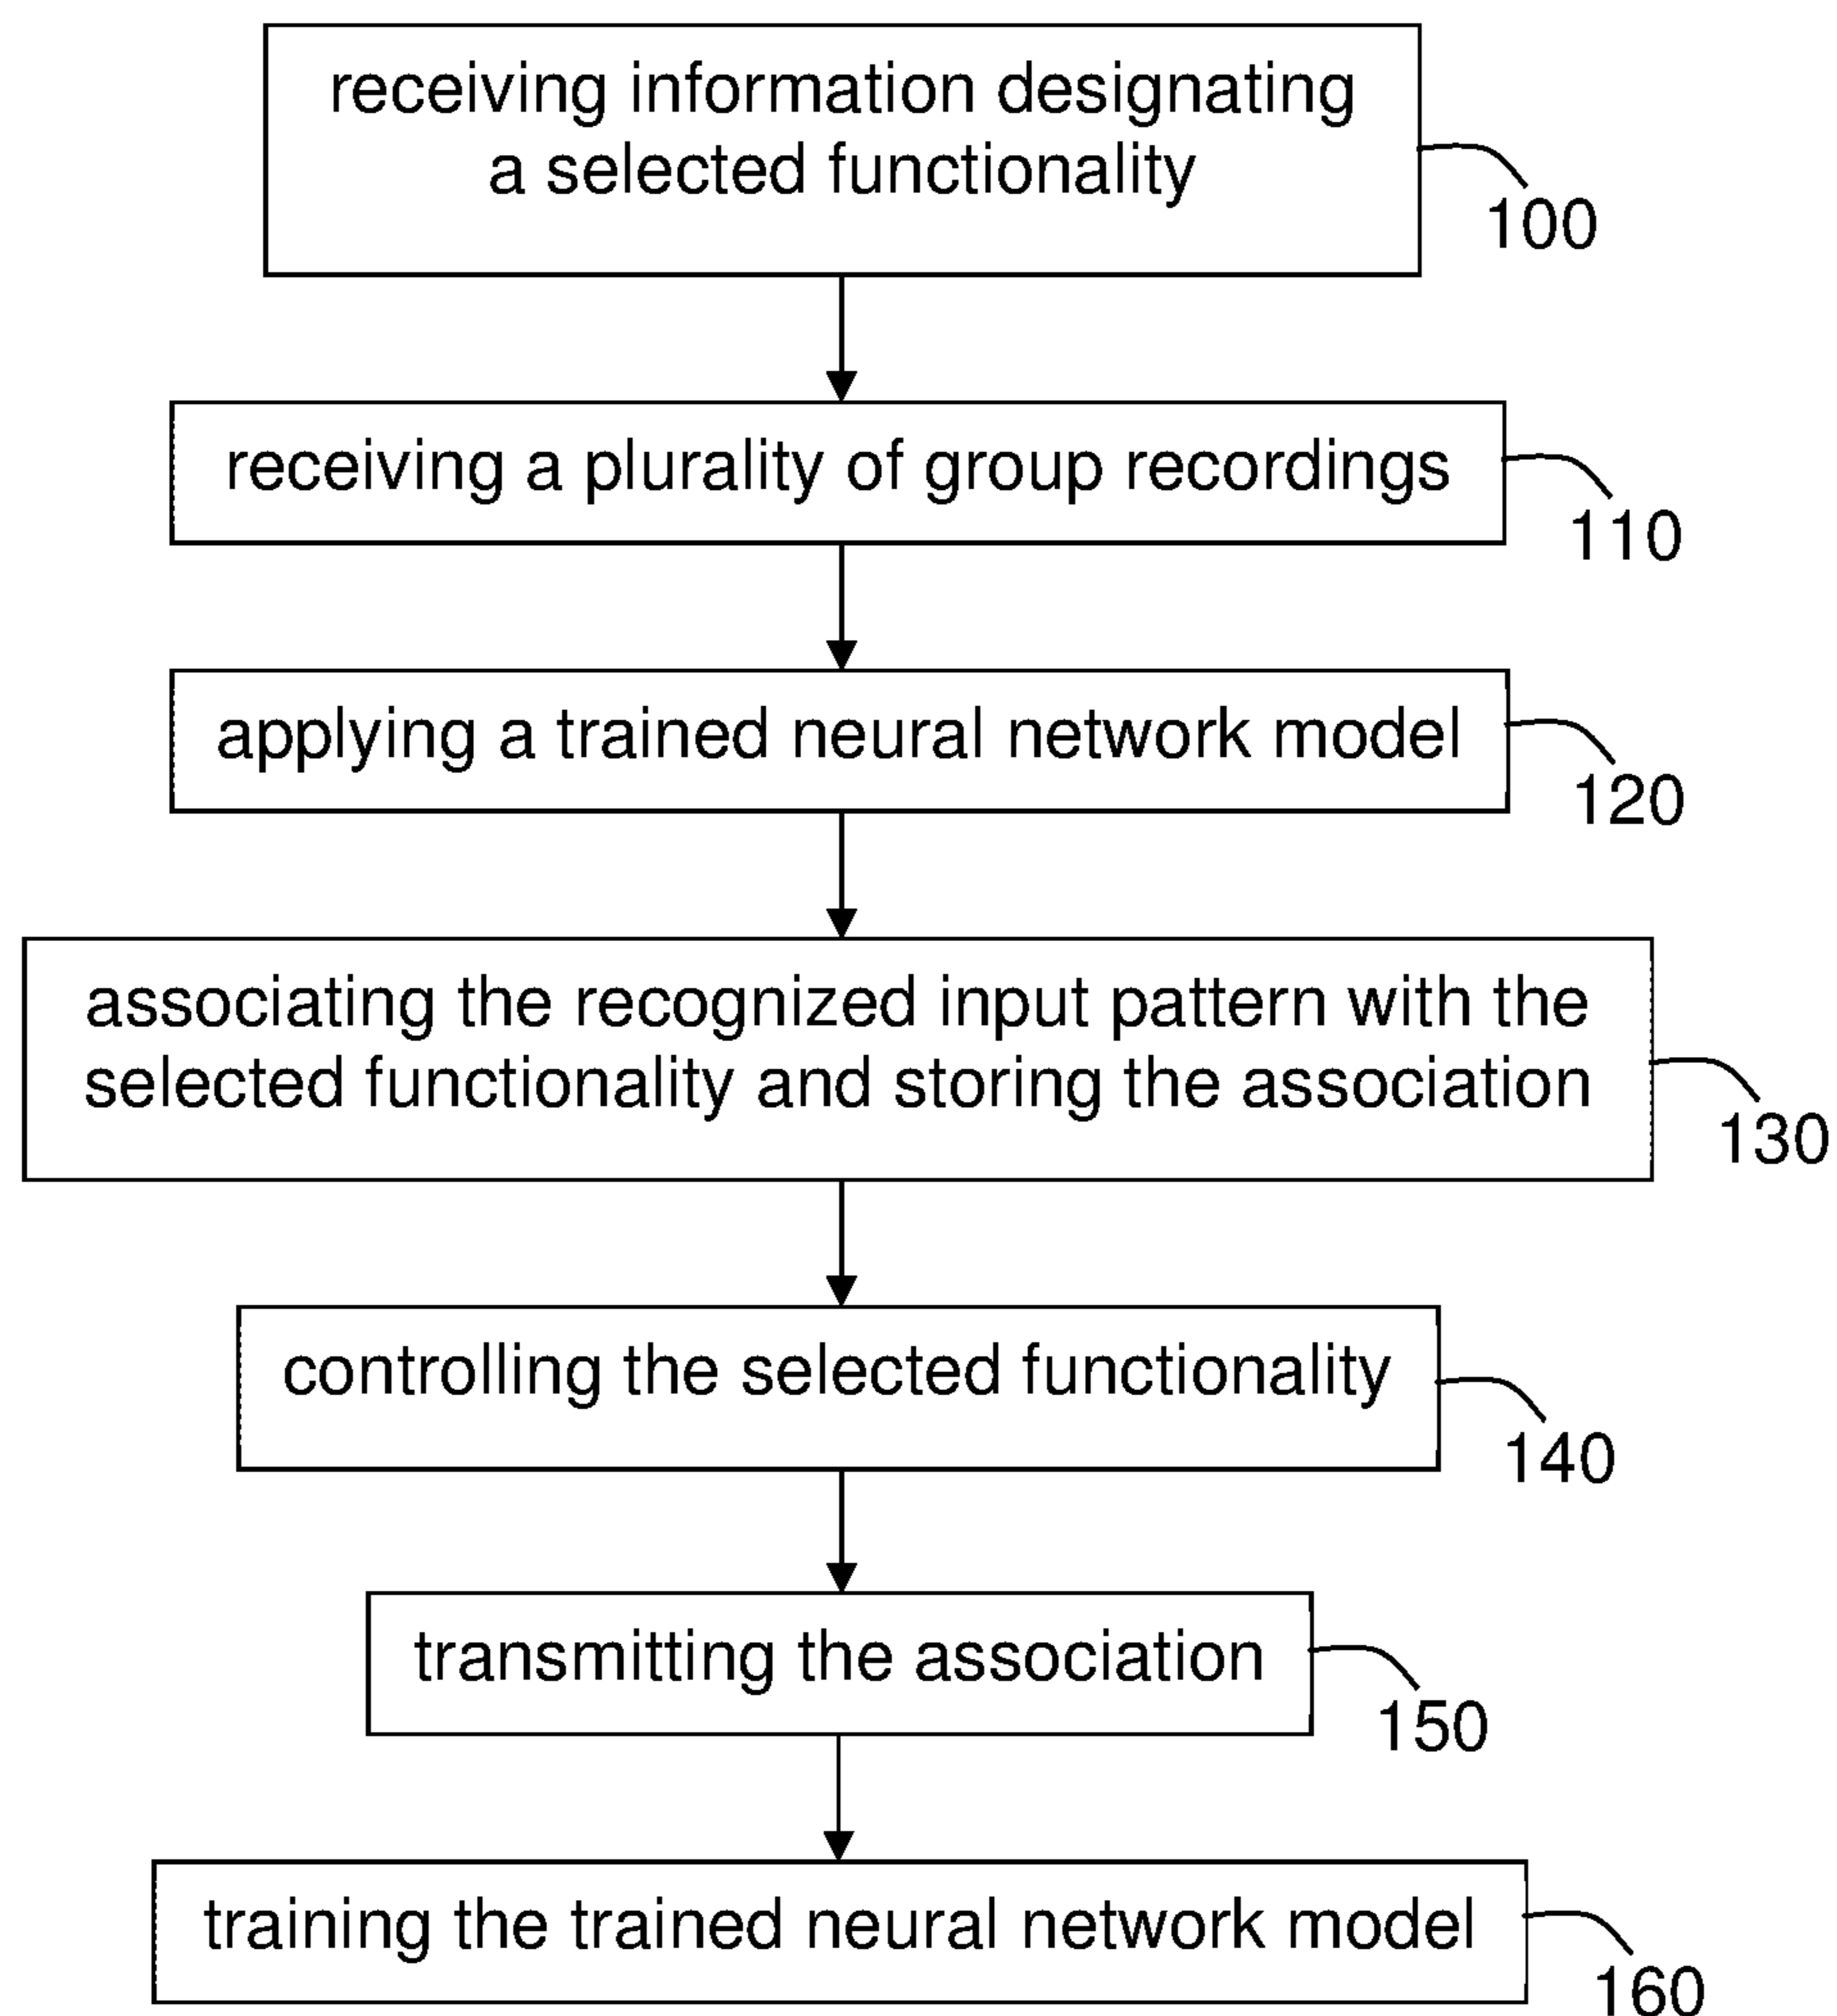 receiving information designating
a selected functionality
100
receiving a plurality of group recordings
110
applying a trained neural network model
120
associating the recognized input pattern with the
selected functionality and storing the association
130
controlling the selected functionality
140
transmitting the association
150
training the trained neural network model
160